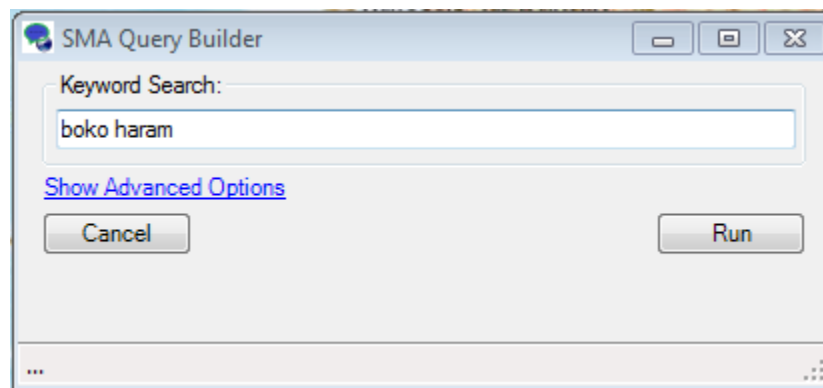 SMA Query Builder
Keyword Search:
boko haram
Show Advanced Options
Cancel
Run
...